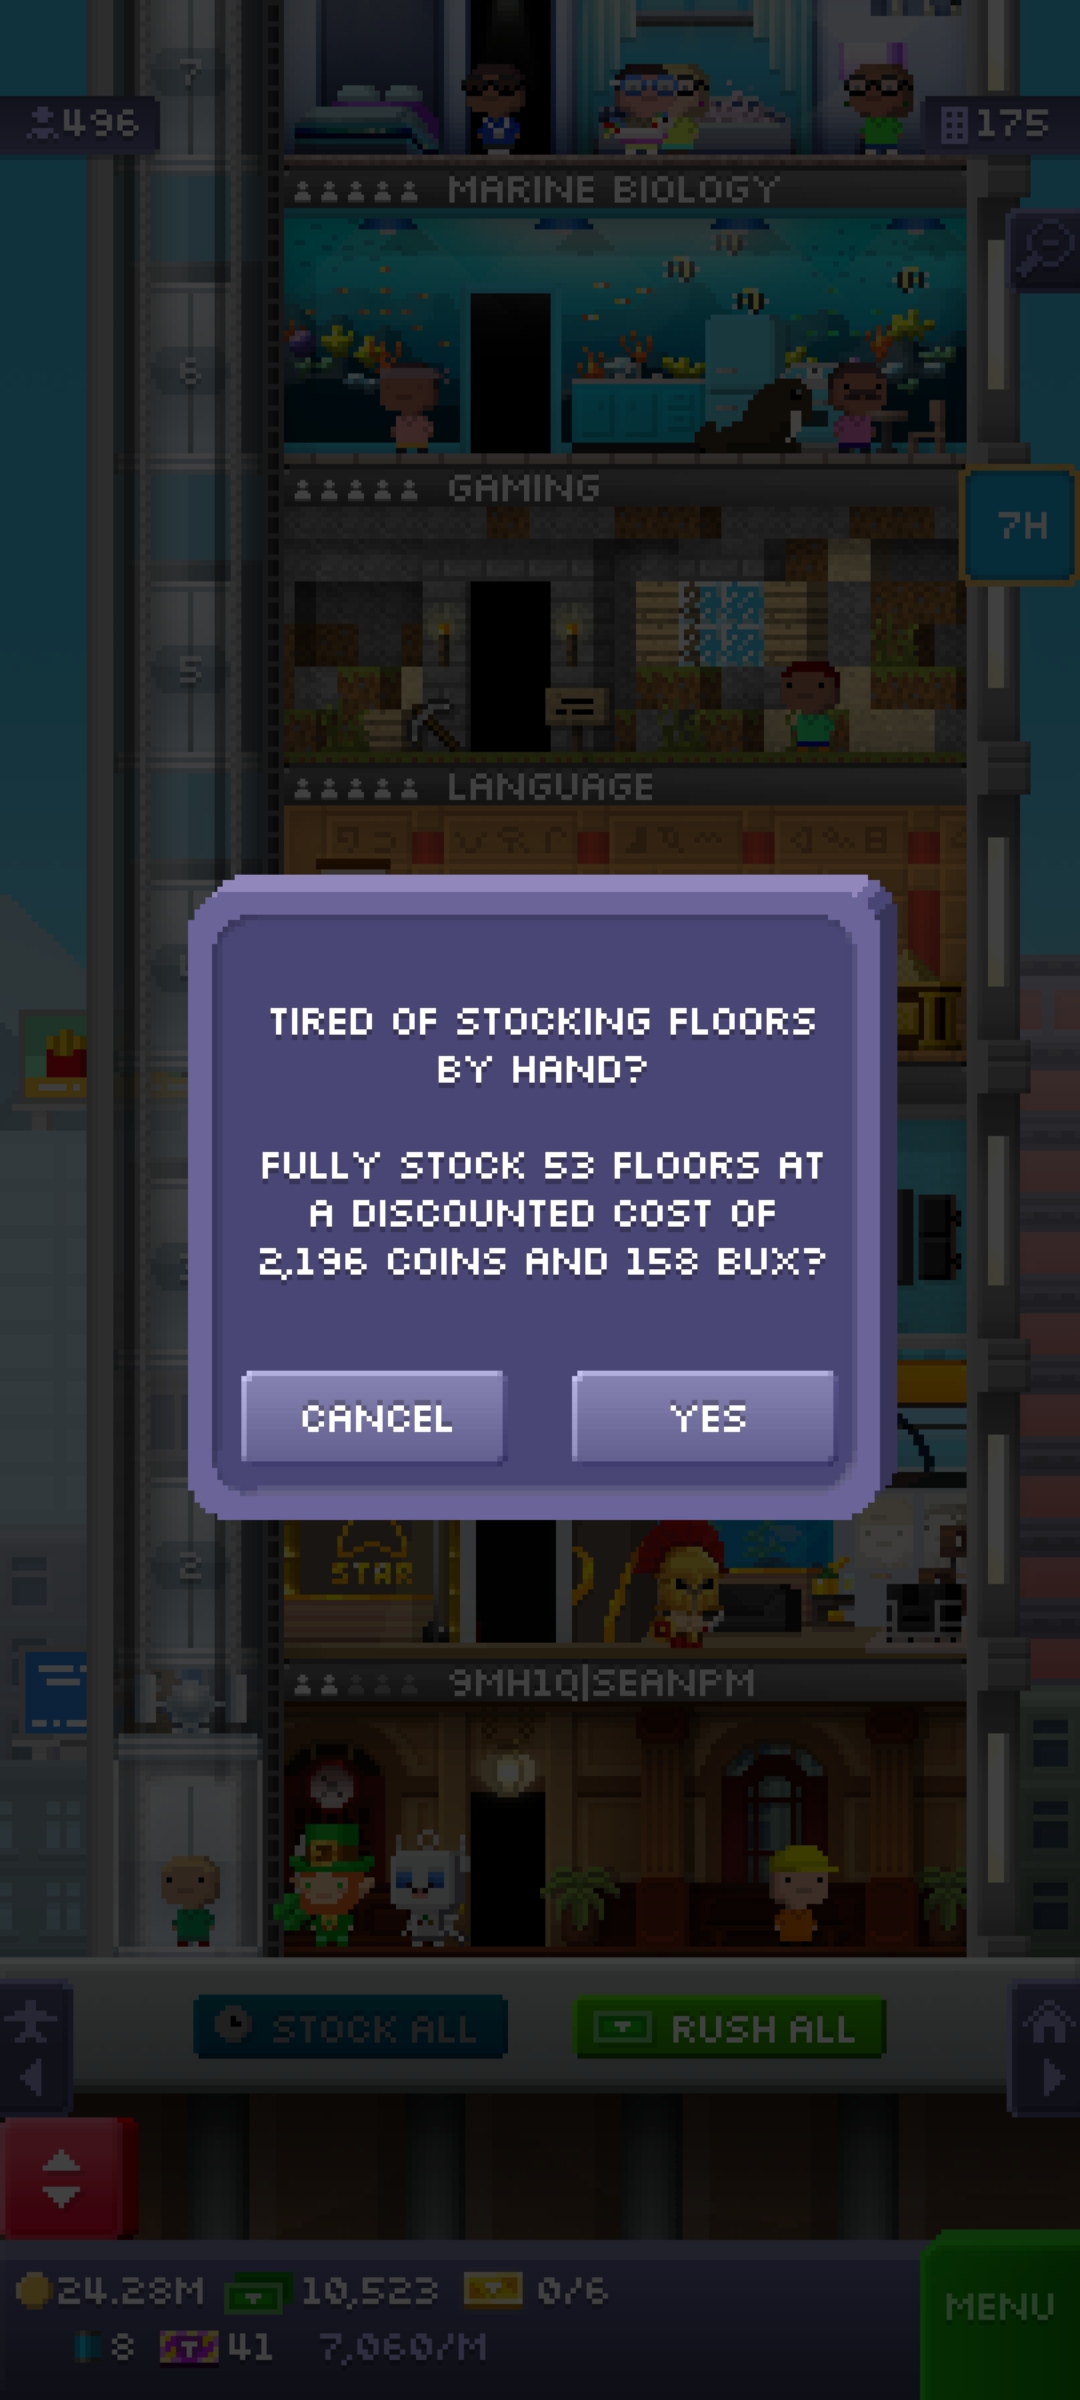 7
496
175
MARINE BIOLOGY
6
GAMING
7H
5
LANGUAGE
TIRED OF STOCKING FLOORS
BY HAND?
FULLY STOCK 53 FLOORS AT
A DISCOUNTED COST OF
2,196 COINS AND 158 BUX?
CANCEL
YES
2
STAR
9MH1Q|SEANPM
STOCK ALL
RUSH ALL
24.28M
10,523
0/6
8
41
7,060/M
MENU